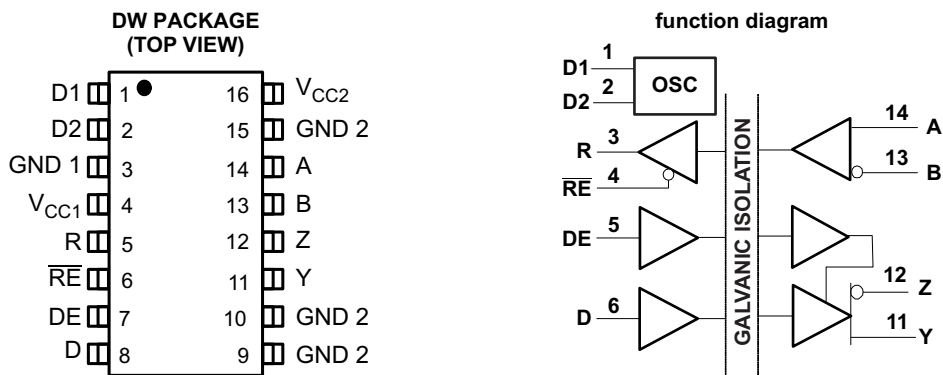 DW PACKAGE
(TOP VIEW)
D1 1 16 VCC2
D2 2 15 GND 2
GND 1 3 14 A
VCC1 4 13 B
R 5 12 Z
RE 6 11 Y
DE 7 10 GND 2
D 8 9 GND 2
function diagram
D1 1
D2 2
OSC
R 3
RE 4
DE 5
D 6
GALVANIC ISOLATION
14 A
13 B
12 Z
11 Y